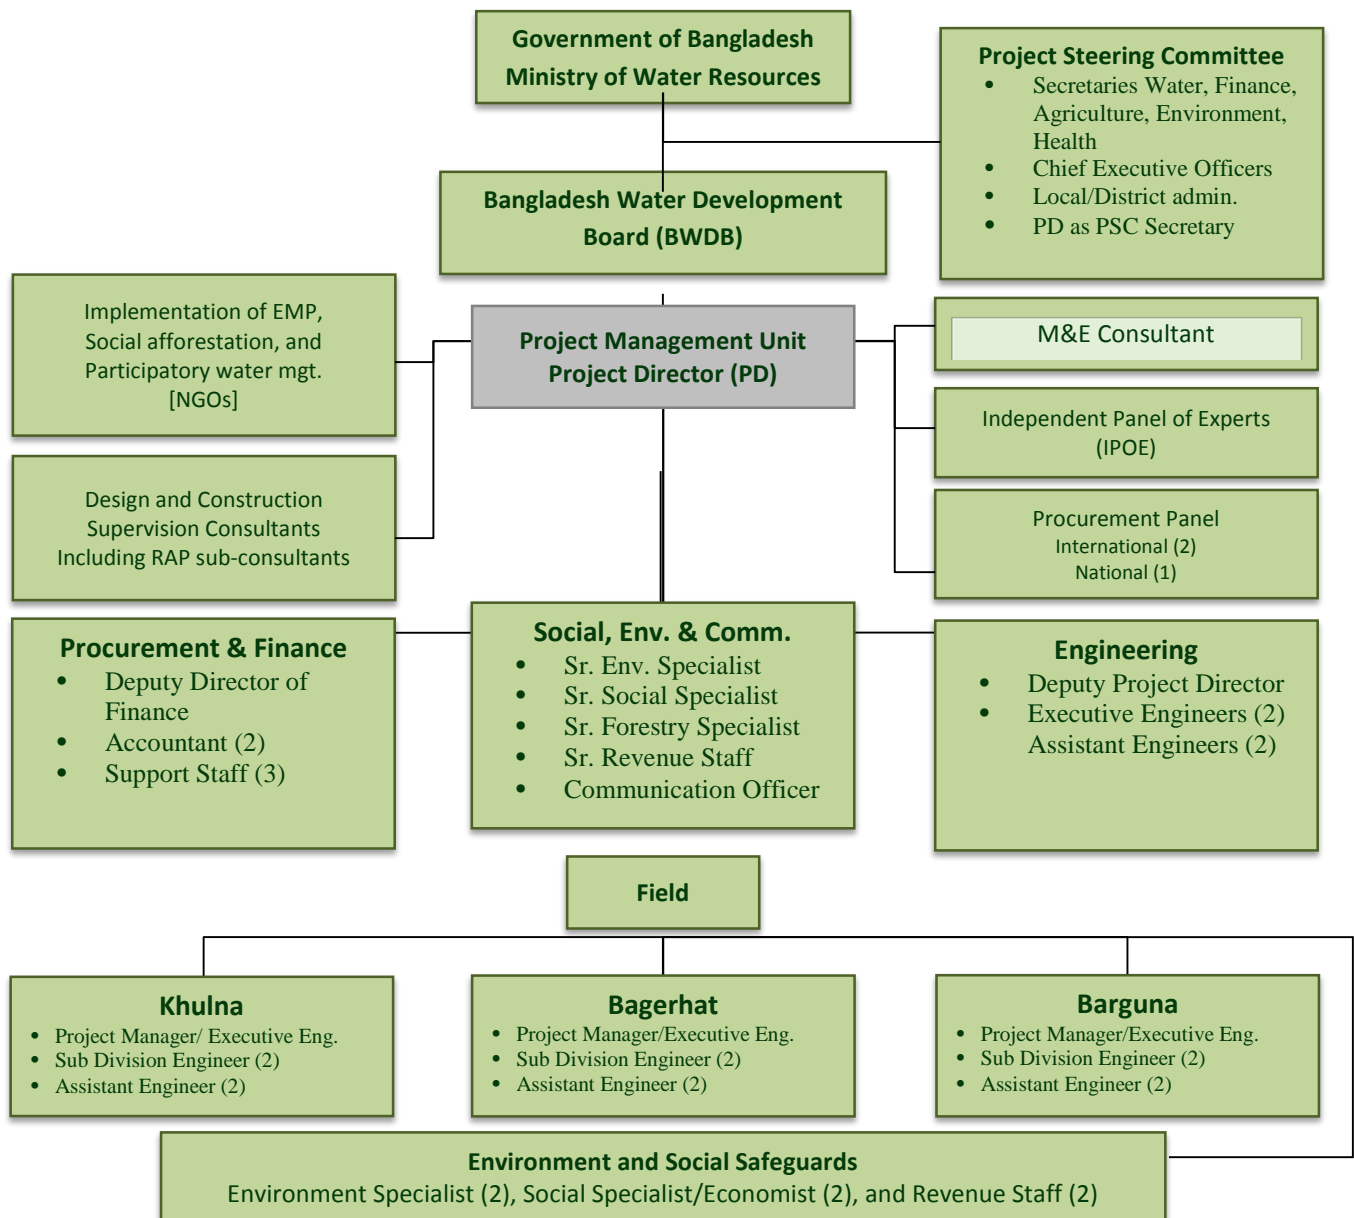 Government of Bangladesh
Ministry of Water Resources
Project Steering Committee
• Secretaries Water, Finance,
Agriculture, Environment,
Health
• Chief Executive Officers
• Local/District admin.
• PD as PSC Secretary
Bangladesh Water Development
Board (BWDB)
Implementation of EMP,
Social afforestation, and
Participatory water mgt.
[NGOs]
Project Management Unit
Project Director (PD)
M&E Consultant
Independent Panel of Experts
(IPOE)
Design and Construction
Supervision Consultants
Including RAP sub-consultants
Procurement Panel
International (2)
National (1)
Procurement & Finance
• Deputy Director of
Finance
• Accountant (2)
• Support Staff (3)
Social, Env. & Comm.
• Sr. Env. Specialist
• Sr. Social Specialist
• Sr. Forestry Specialist
• Sr. Revenue Staff
• Communication Officer
Engineering
• Deputy Project Director
• Executive Engineers (2)
Assistant Engineers (2)
Field
Khulna
• Project Manager/ Executive Eng.
• Sub Division Engineer (2)
• Assistant Engineer (2)
Bagerhat
• Project Manager/Executive Eng.
• Sub Division Engineer (2)
• Assistant Engineer (2)
Barguna
• Project Manager/Executive Eng.
• Sub Division Engineer (2)
• Assistant Engineer (2)
Environment and Social Safeguards
Environment Specialist (2), Social Specialist/Economist (2), and Revenue Staff (2)